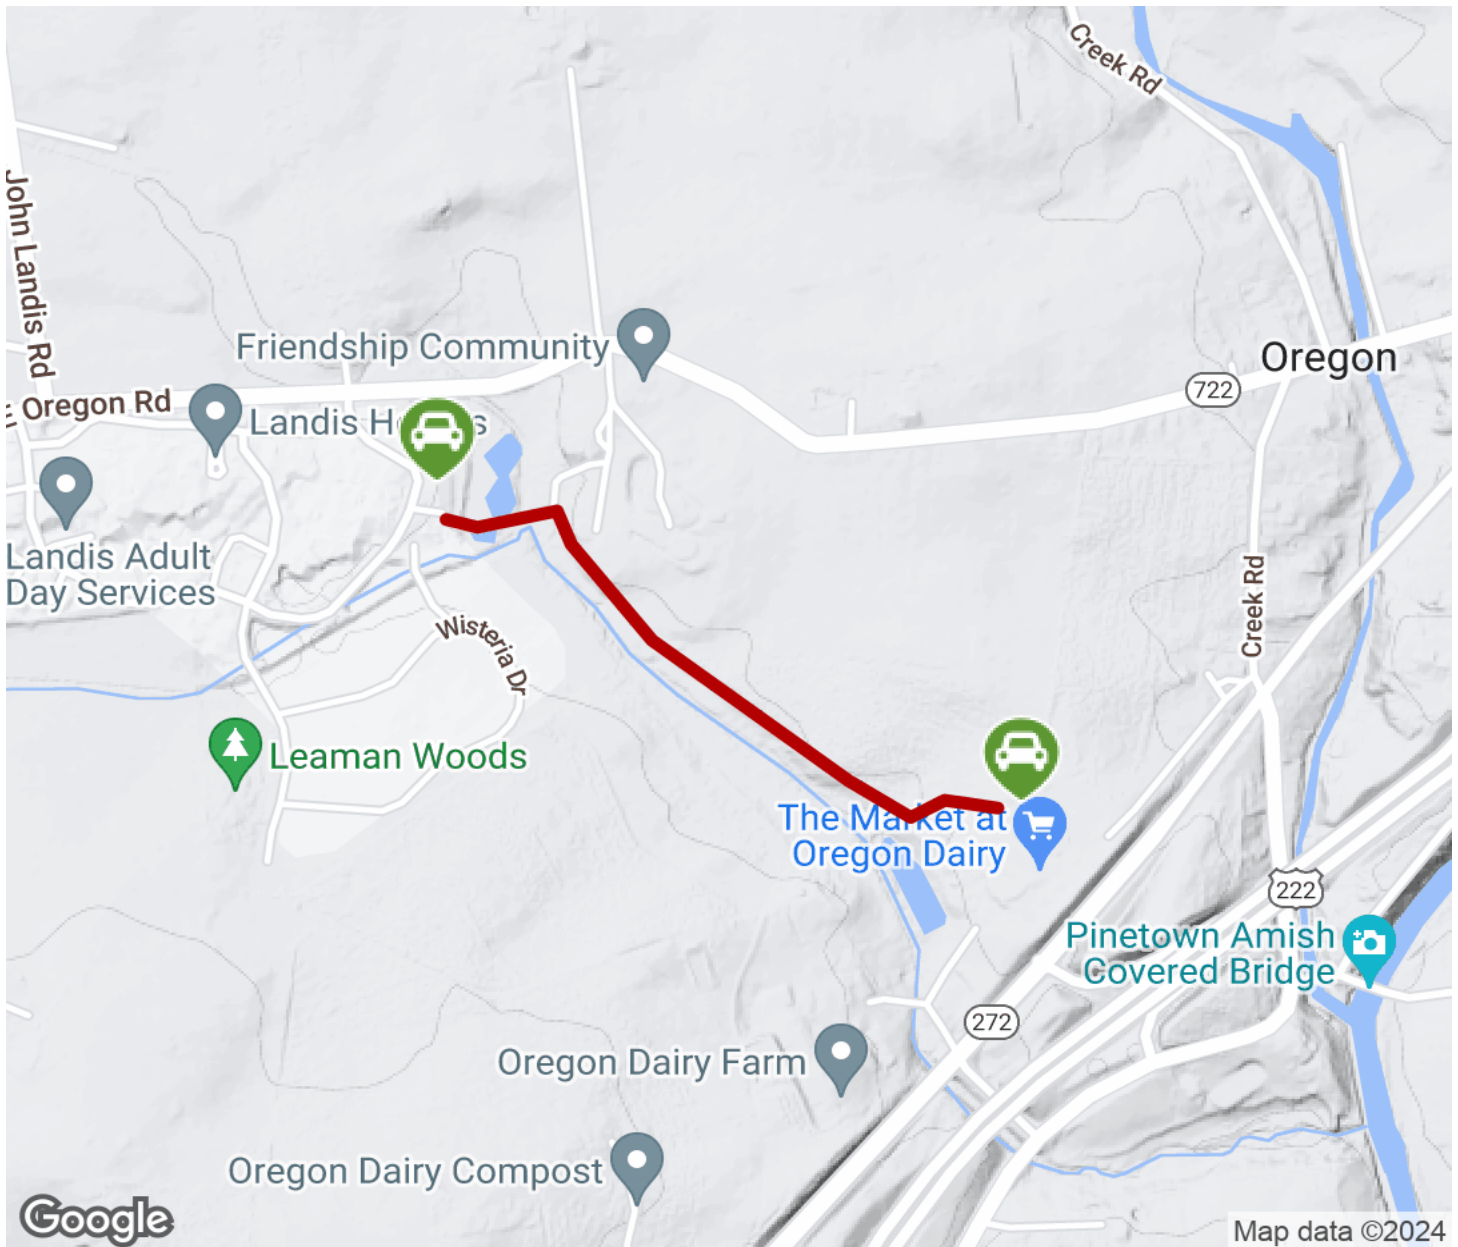 Creek Rd
John Landis Rd
Friendship Community
Oregon
722
E Oregon Rd
Landis H
s
Landis Adult
Day Services
Creek Rd
Wisteria Dr
Leaman Woods
The Market at
Oregon Dairy
222
Pinetown Amish
Covered Bridge
272
Oregon Dairy Farm
Oregon Dairy Compost
Google
Map data ©2024